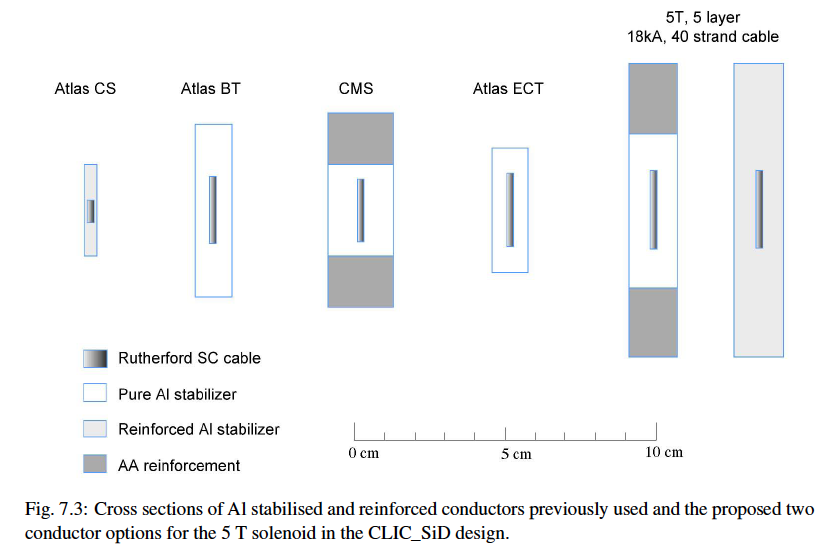 5T, 5 layer
18kA, 40 strand cable
Atlas CS
Atlas BT
CMS
Atlas ECT
Rutherford SC cable
Pure Al stabilizer
Reinforced Al stabilizer
AA reinforcement
0 cm
5 cm
10 cm
Fig. 7.3: Cross sections of Al stabilised and reinforced conductors previously used and the proposed two
conductor options for the 5 T solenoid in the CLIC_SiD design.